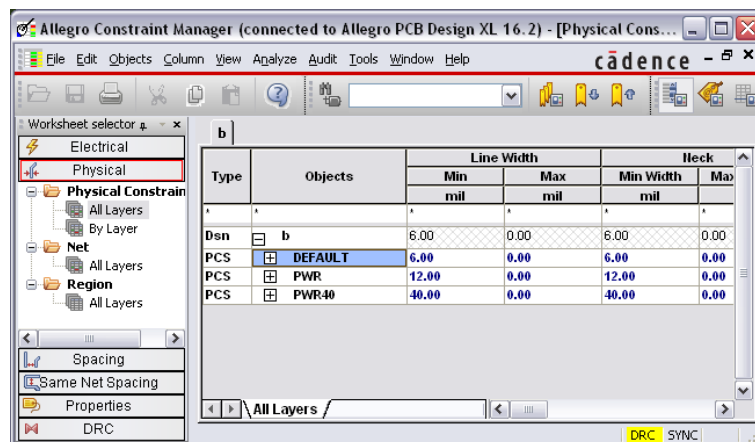 Allegro Constraint Manager (connected to Allegro PCB Design XL 16.2) - [Physical Cons...
File Edit Objects Column View Analyze Audit Tools Window Help
cādence
Worksheet selector
Electrical
Physical
Physical Constrain
All Layers
By Layer
Net
All Layers
Region
All Layers
Spacing
Same Net Spacing
Properties
DRC
b
Type Objects Line Width Neck
Min Max Min Width Max
mil mil mil
* * * * * *
Dsn b 6.00 0.00 6.00 0.00
PCS DEFAULT 6.00 0.00 6.00 0.00
PCS PWR 12.00 0.00 12.00 0.00
PCS PWR40 40.00 0.00 40.00 0.00
All Layers
DRC SYNC